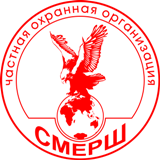 частная охранная организация
СМЕРШ